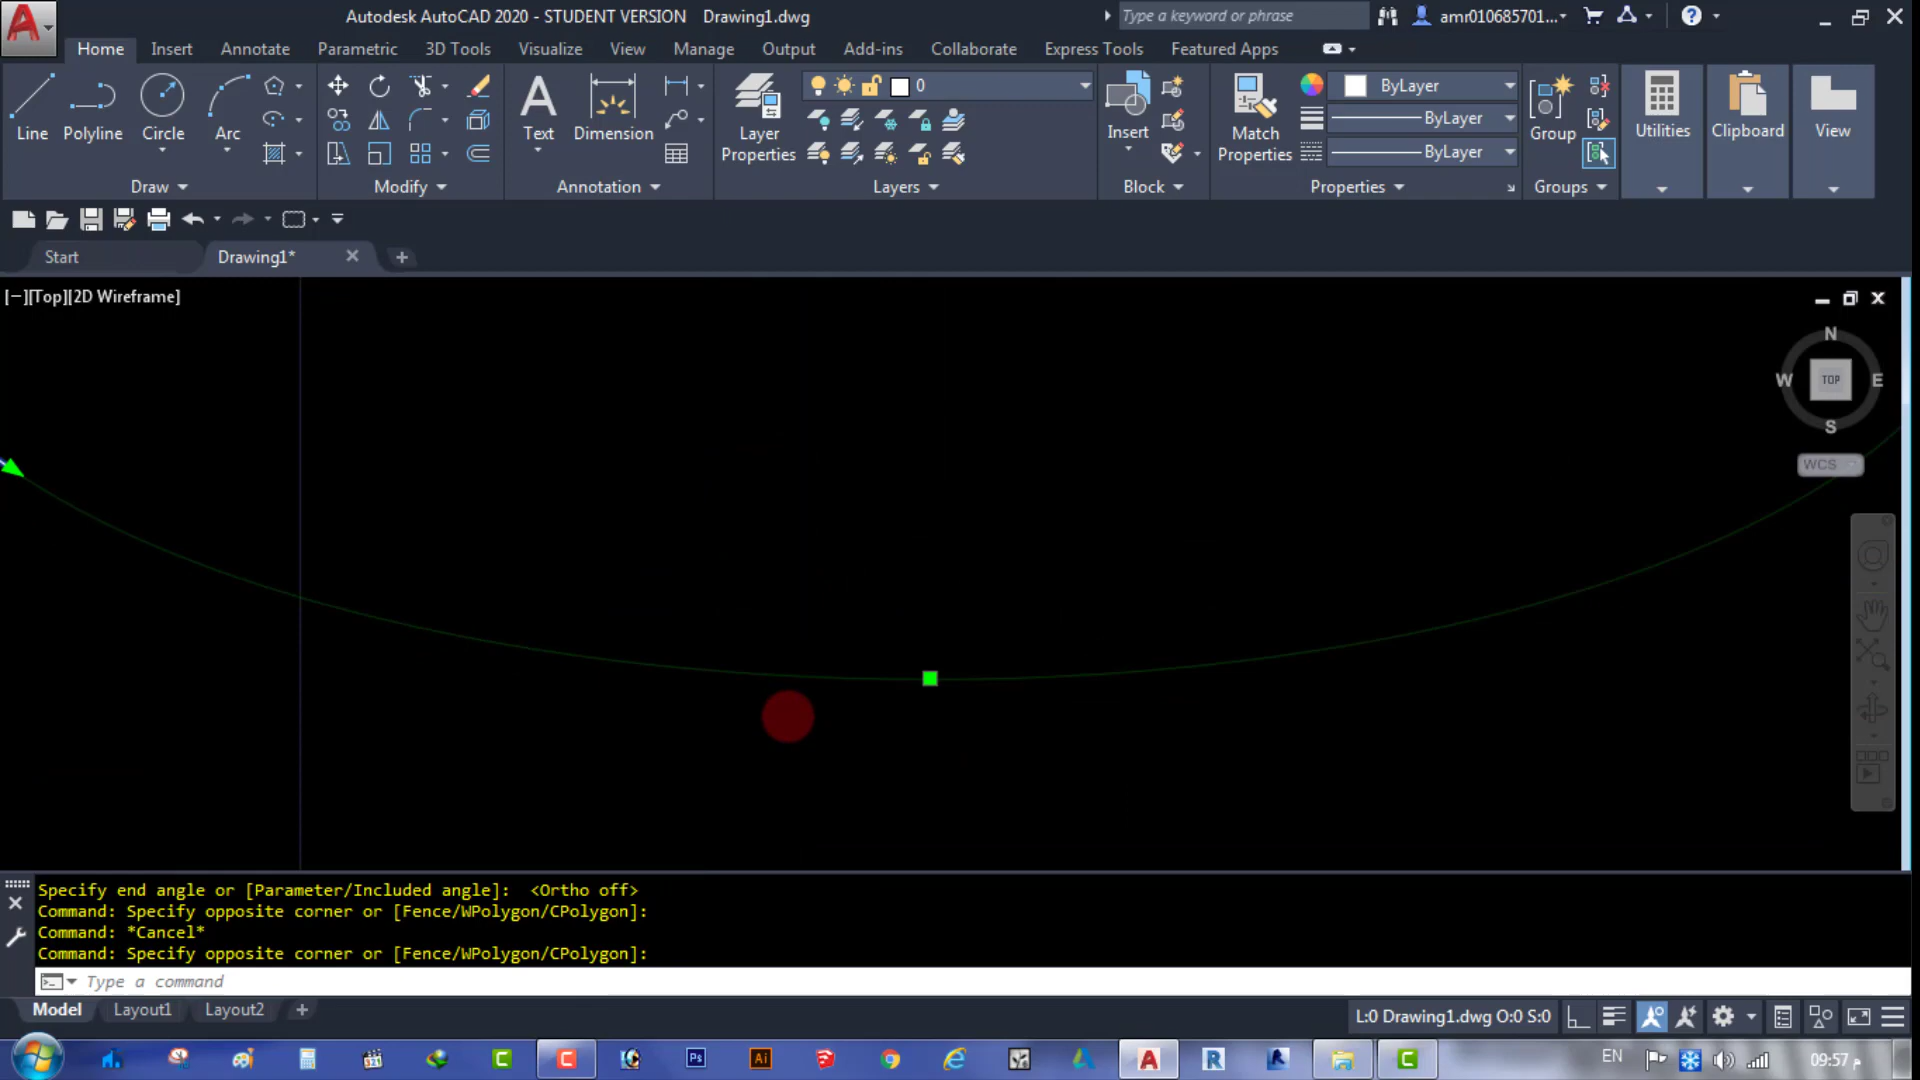 Autodesk AutoCAD 2020 - STUDENT VERSION Drawing1.dwg
Type a keyword or phrase
amr010685701...
Home Insert Annotate Parametric 3D Tools Visualize View Manage Output Add-ins Collaborate Express Tools Featured Apps
0
ByLayer
Line Polyline Circle Arc
Text Dimension
Layer Properties
Insert
Match Properties
ByLayer
ByLayer
Group
Utilities Clipboard View
Draw Modify Annotation Layers Block Properties Groups
Start Drawing1*
[−][Top][2D Wireframe]
N
W TOP E
S
WCS
Specify end angle or [Parameter/Included angle]: <Ortho off>
Command: Specify opposite corner or [Fence/WPolygon/CPolygon]:
Command: *Cancel*
Command: Specify opposite corner or [Fence/WPolygon/CPolygon]:
Type a command
Model Layout1 Layout2
L:0 Drawing1.dwg O:0 S:0
Ps Ai A R
EN
09:57 م